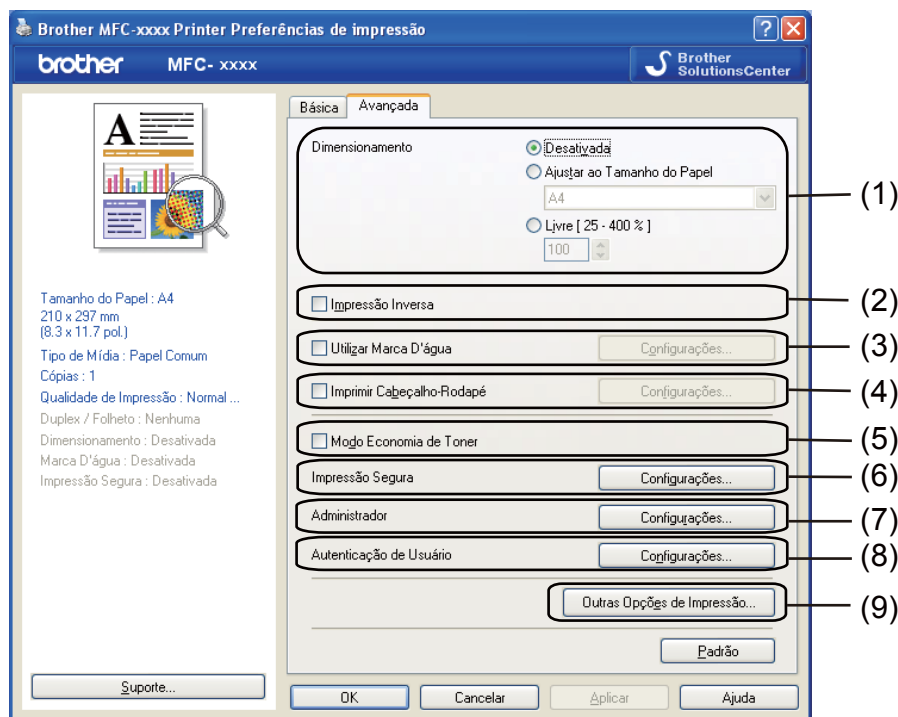 Brother MFC-xxxx Printer Preferências de impressão
brother MFC- xxxx
Brother
SolutionsCenter
A
Tamanho do Papel : A4
210 x 297 mm
(8.3 x 11.7 pol.)
Tipo de Mídia : Papel Comum
Cópias : 1
Qualidade de Impressão : Normal ...
Duplex / Folheto : Nenhuma
Dimensionamento : Desativada
Marca D'água : Desativada
Impressão Segura : Desativada
Suporte...
Básica Avançada
Dimensionamento
Desativada
Ajustar ao Tamanho do Papel
A4
Livre [ 25 - 400 % ]
100
(1)
Impressão Inversa (2)
Utilizar Marca D'água Configurações... (3)
Imprimir Cabeçalho-Rodapé Configurações... (4)
Modo Economia de Toner (5)
Impressão Segura Configurações... (6)
Administrador Configurações... (7)
Autenticação de Usuário Configurações... (8)
Outras Opções de Impressão... (9)
Padrão
OK Cancelar Aplicar Ajuda